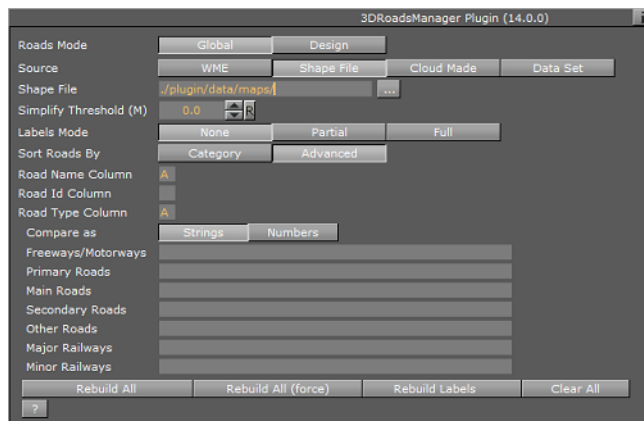 3DRoadsManager Plugin (14.0.0) i
Roads Mode Global Design
Source WME Shape File Cloud Made Data Set
Shape File ./plugin/data/maps/ ...
Simplify Threshold (M) 0.0 R
Labels Mode None Partial Full
Sort Roads By Category Advanced
Road Name Column A
Road Id Column
Road Type Column A
Compare as Strings Numbers
Freeways/Motorways
Primary Roads
Main Roads
Secondary Roads
Other Roads
Major Railways
Minor Railways
Rebuild All Rebuild All (force) Rebuild Labels Clear All
?